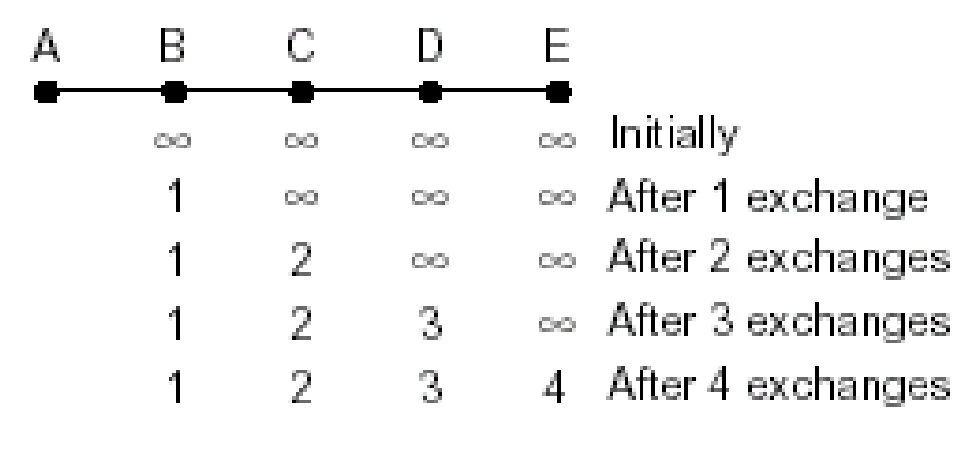 A B C D E
∞ ∞ ∞ ∞ Initially
1 ∞ ∞ ∞ After 1 exchange
1 2 ∞ ∞ After 2 exchanges
1 2 3 ∞ After 3 exchanges
1 2 3 4 After 4 exchanges